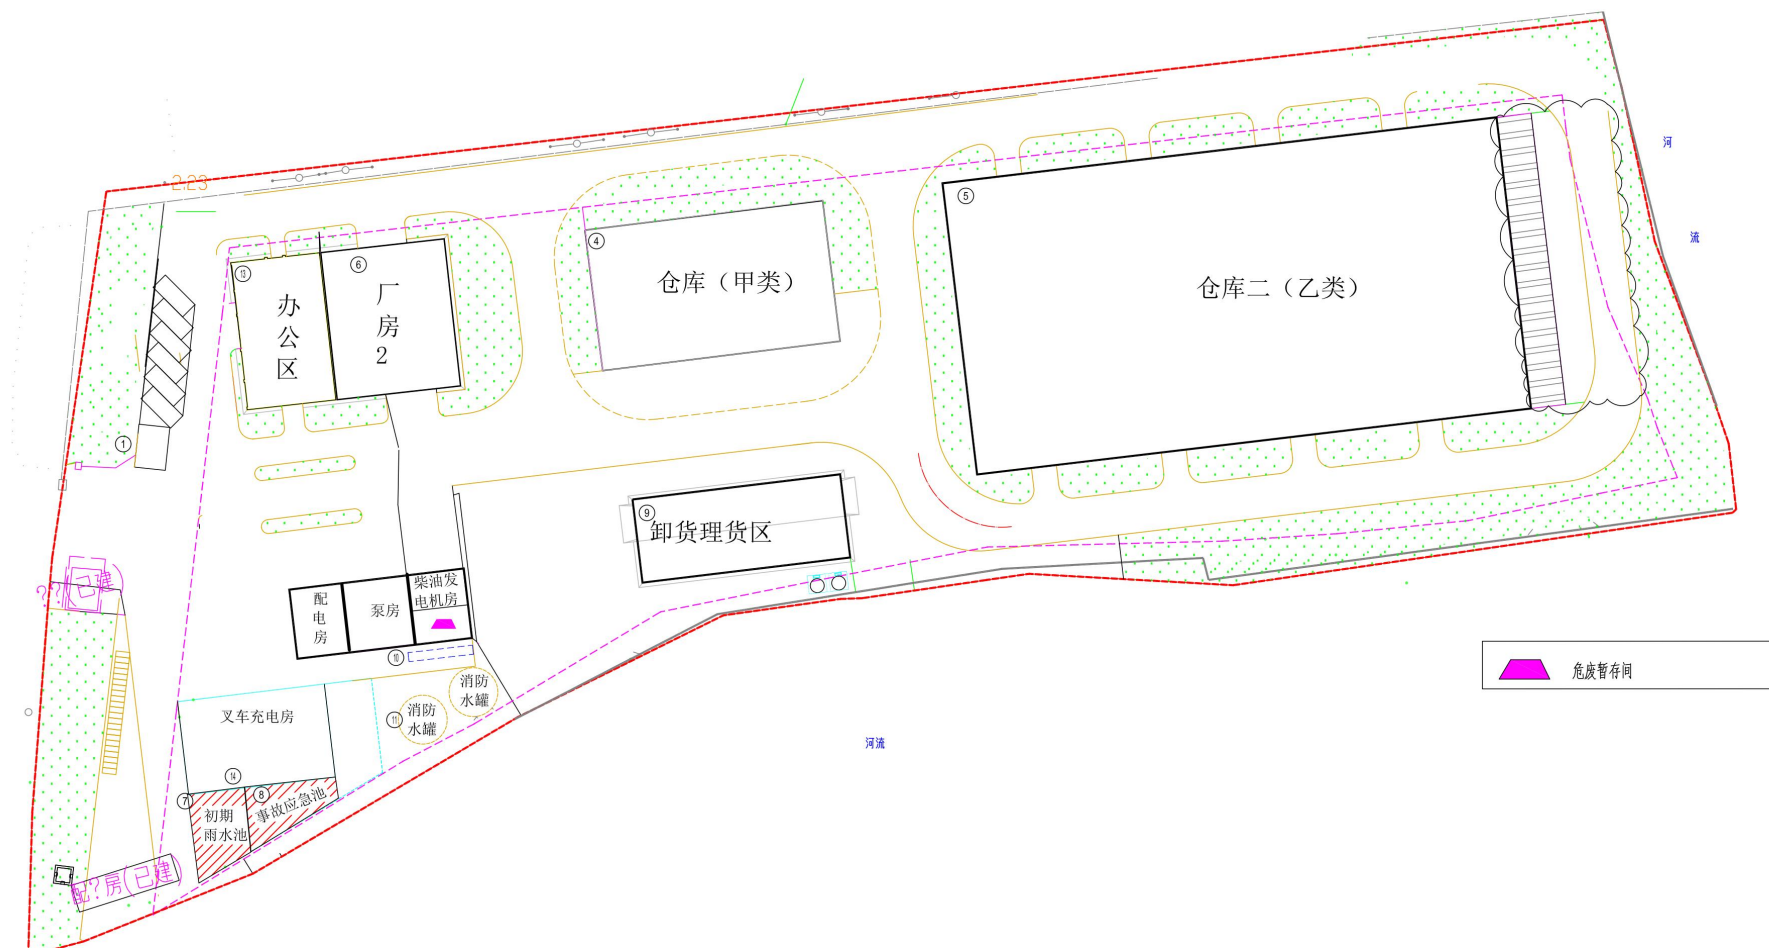 河
流
2.23
⑤
④
仓库（甲类）
仓库二（乙类）
⑬
⑥
办
公
区
厂
房
2
①
⑨
卸货理货区
??(已建)
配
电
房
泵房
柴油发
电机房
⑩
消防
水罐
⑪
消防
水罐
叉车充电房
危废暂存间
河流
⑭
⑦
⑧
初期
雨水池
事故应急池
配?房(已建)